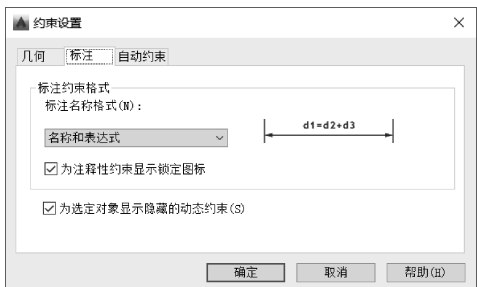 约束设置
几何 标注 自动约束
标注约束格式
标注名称格式(N):
名称和表达式
d1=d2+d3
为注释性约束显示锁定图标
为选定对象显示隐藏的动态约束(S)
确定 取消 帮助(H)